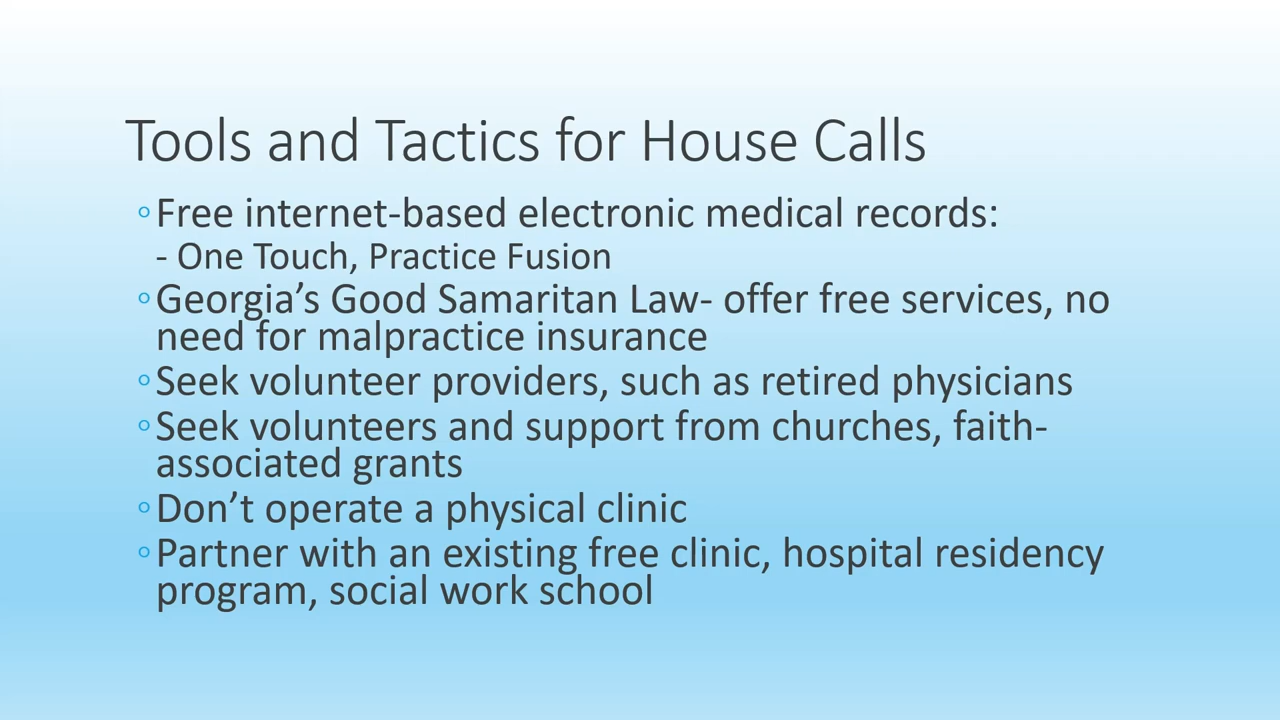 Tools and Tactics for House Calls
◦Free internet-based electronic medical records:
- One Touch, Practice Fusion
◦Georgia’s Good Samaritan Law- offer free services, no
need for malpractice insurance
◦Seek volunteer providers, such as retired physicians
◦Seek volunteers and support from churches, faith-
associated grants
◦Don’t operate a physical clinic
◦Partner with an existing free clinic, hospital residency
program, social work school